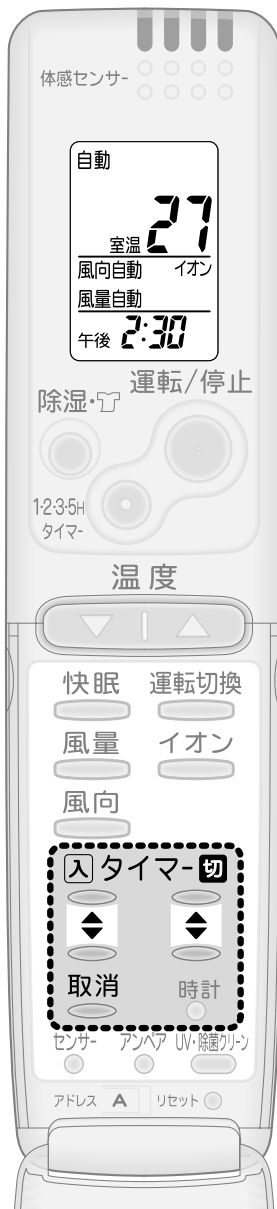 体感センサー
自動
室温 27
風向自動 イオン
風量自動
午後 2:30
運転/停止
除湿・
1・2・3・5H
タイマー
温度
快眠 運転切換
風量 イオン
風向
入 タイマー 切
取消 時計
センサー アンペア UV・除菌クリーン
アドレス A リセット